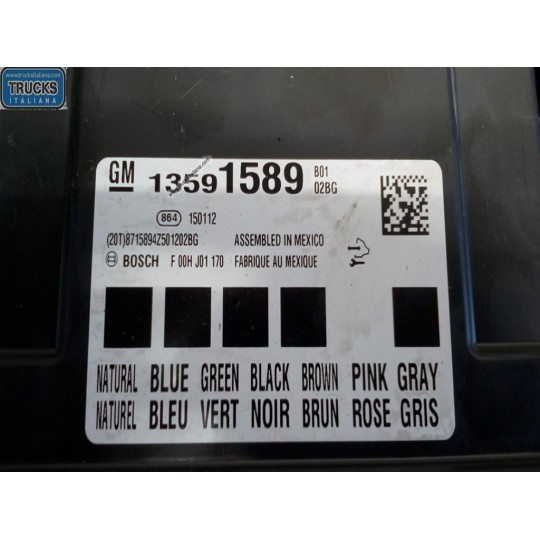 www.trucksitaliana.com
TRUCKS
ITALIANA
GM 13591589 B01
02BG
864 150112
(20T)8715894Z501202BG ASSEMBLED IN MEXICO
BOSCH F 00H J01 170 FABRIQUE AU MEXIQUE
NATURAL BLUE GREEN BLACK BROWN PINK GRAY
NATUREL BLEU VERT NOIR BRUN ROSE GRIS